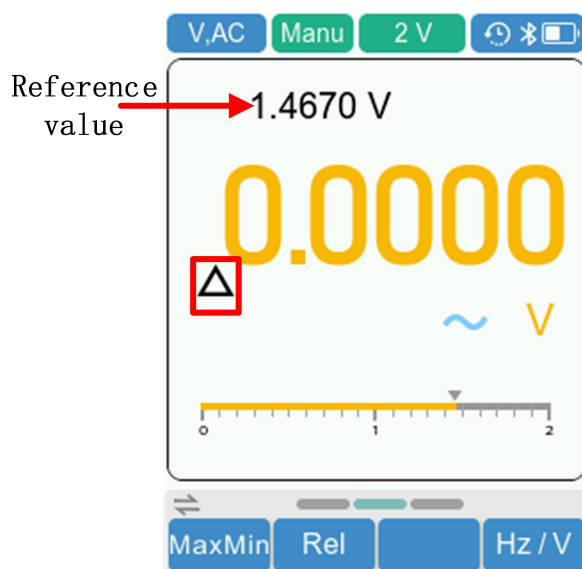 V,AC Manu 2 V
Reference
value
1.4670 V
0.0000
△
~ V
0 1 2
MaxMin Rel Hz / V